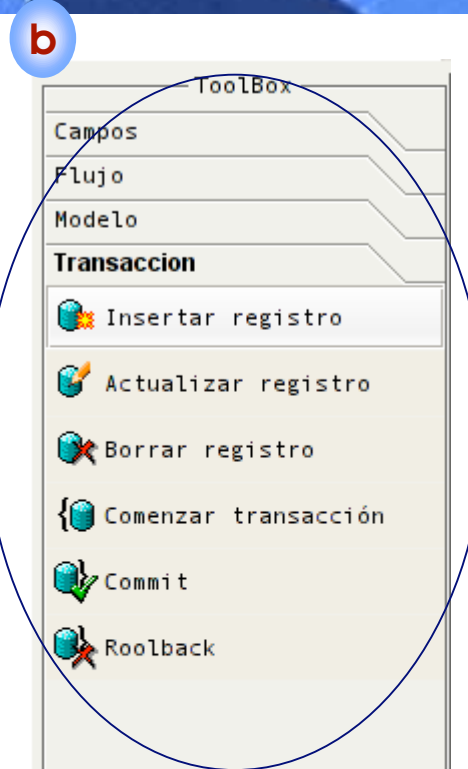 b
ToolBox
Campos
Flujo
Modelo
Transaccion
Insertar registro
Actualizar registro
Borrar registro
Comenzar transacción
Commit
Roolback